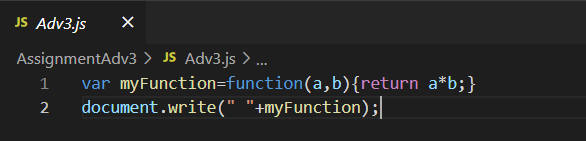 JS Adv3.js ×
AssignmentAdv3 > JS Adv3.js > ...
1 var myFunction=function(a,b){return a*b;}
2 document.write(" "+myFunction);